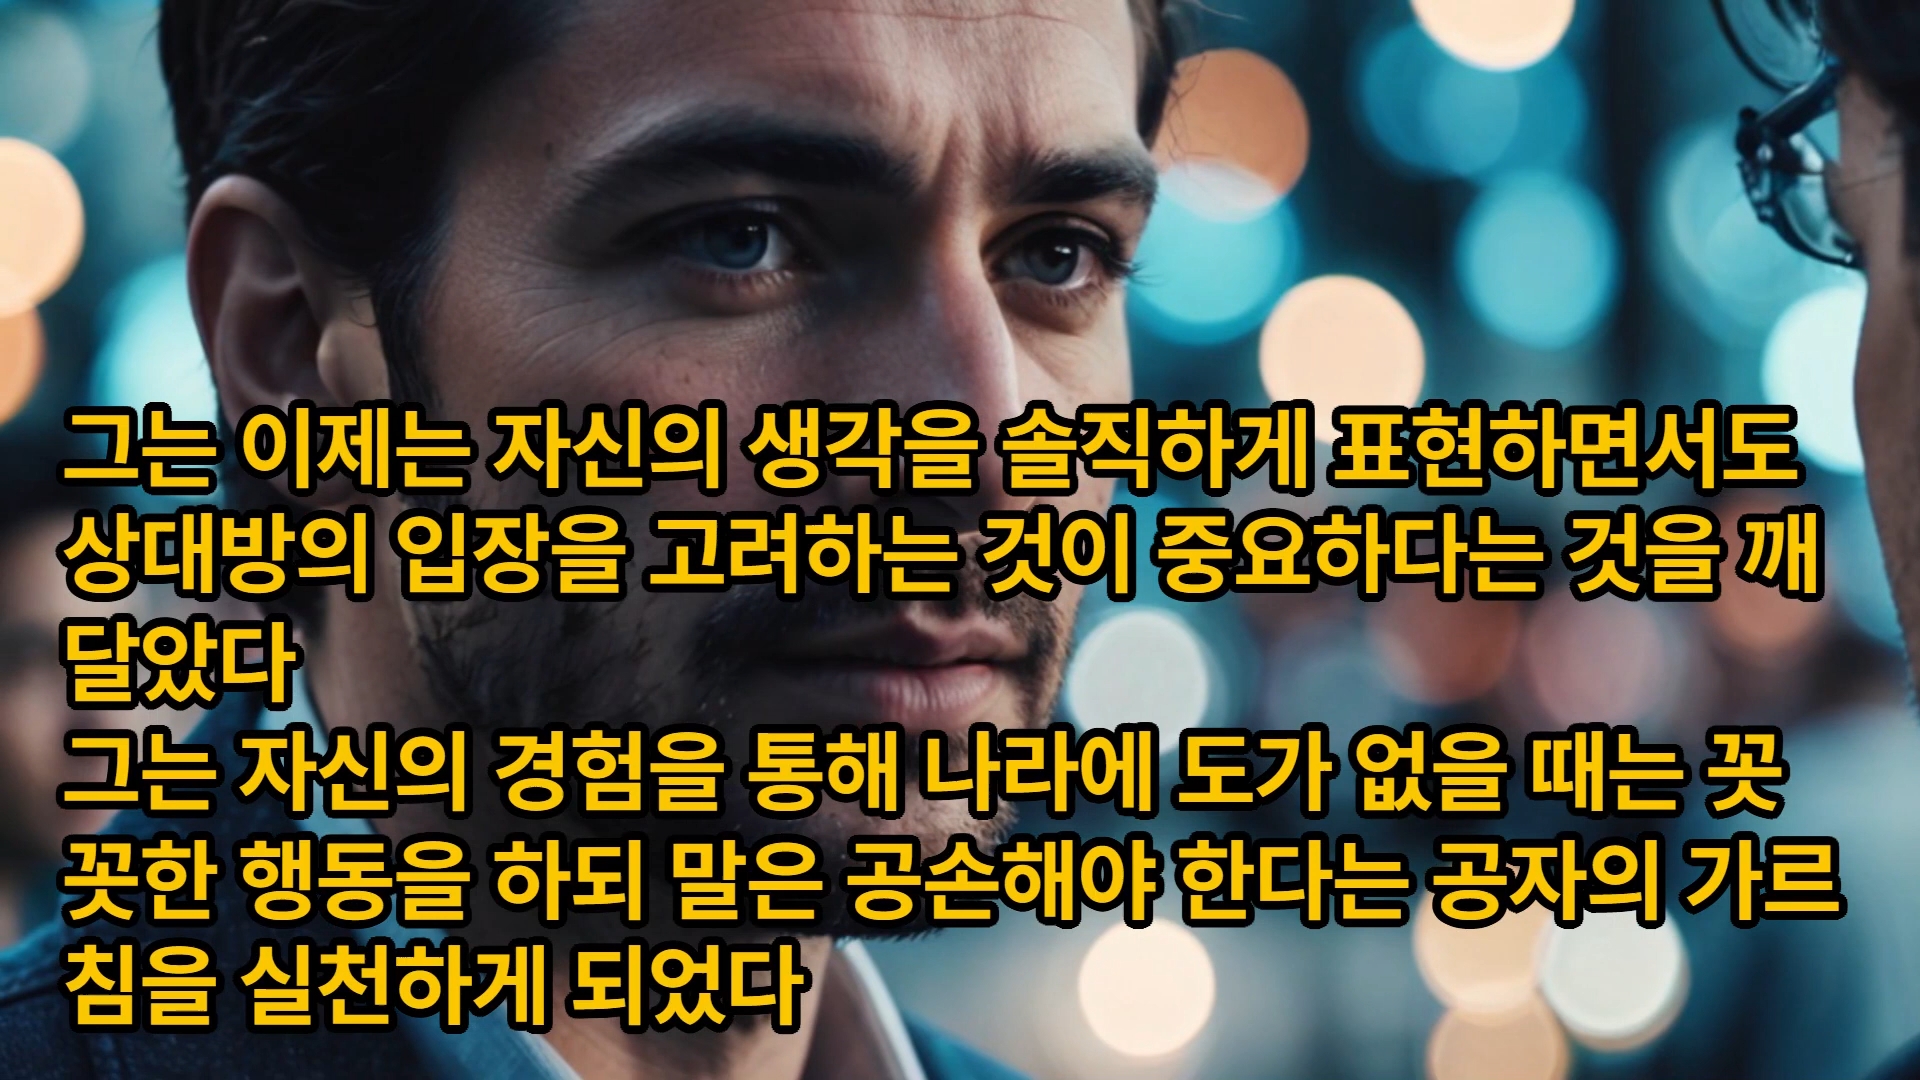 그는 이제는 자신의 생각을 솔직하게 표현하면서도
상대방의 입장을 고려하는 것이 중요하다는 것을 깨
달았다
그는 자신의 경험을 통해 나라에 도가 없을 때는 꼿
꼿한 행동을 하되 말은 공손해야 한다는 공자의 가르
침을 실천하게 되었다